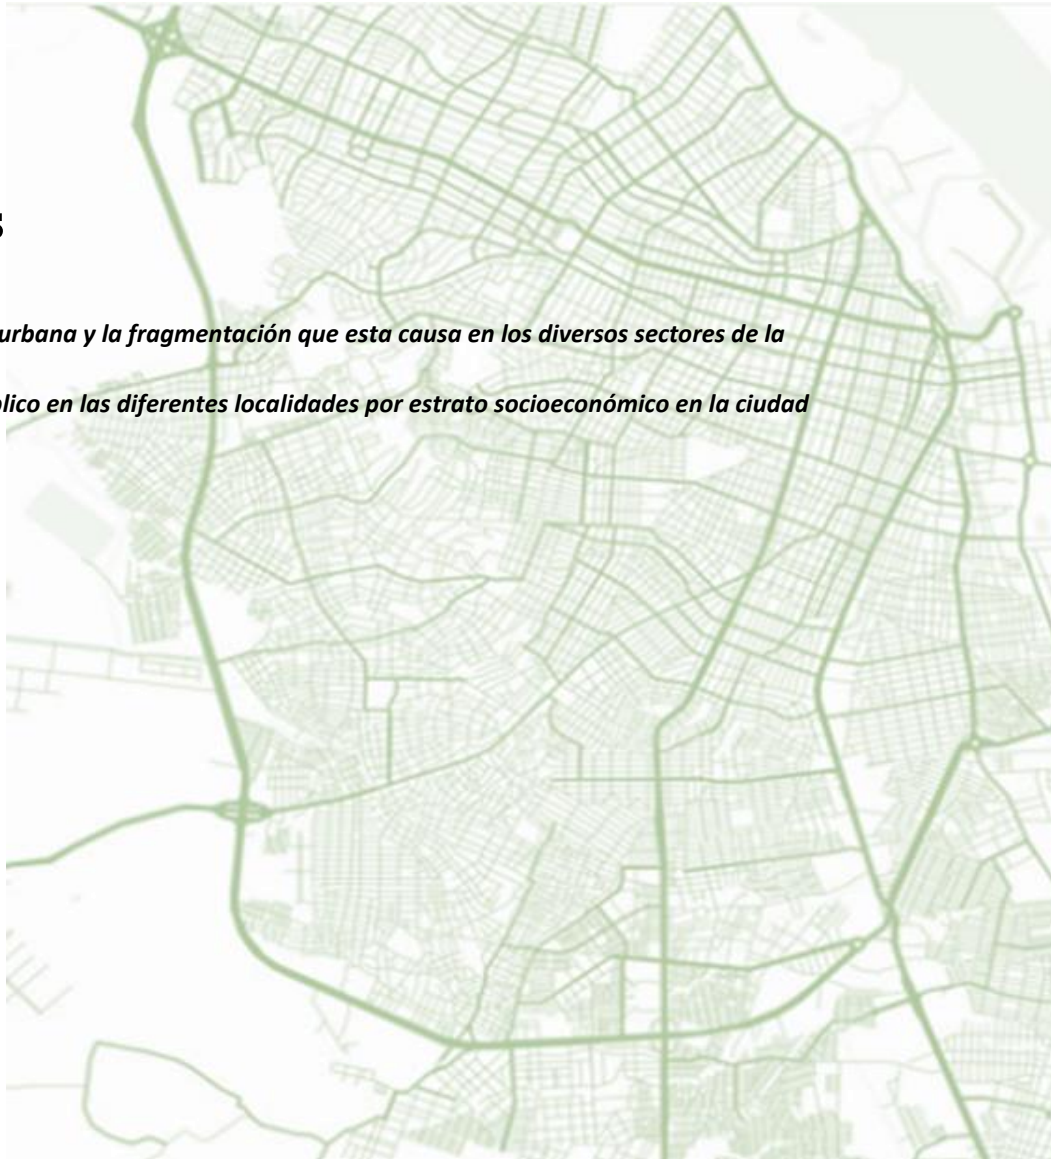 s
urbana y la fragmentación que esta causa en los diversos sectores de la
lico en las diferentes localidades por estrato socioeconómico en la ciudad